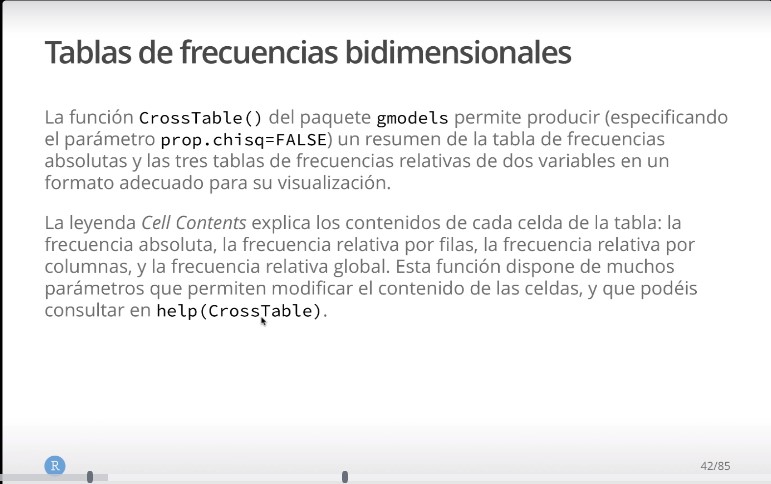 Tablas de frecuencias bidimensionales
La función CrossTable() del paquete gmodels permite producir (especificando
el parámetro prop.chisq=FALSE) un resumen de la tabla de frecuencias
absolutas y las tres tablas de frecuencias relativas de dos variables en un
formato adecuado para su visualización.
La leyenda Cell Contents explica los contenidos de cada celda de la tabla: la
frecuencia absoluta, la frecuencia relativa por filas, la frecuencia relativa por
columnas, y la frecuencia relativa global. Esta función dispone de muchos
parámetros que permiten modificar el contenido de las celdas, y que podéis
consultar en help(CrossTable).
R
42/85